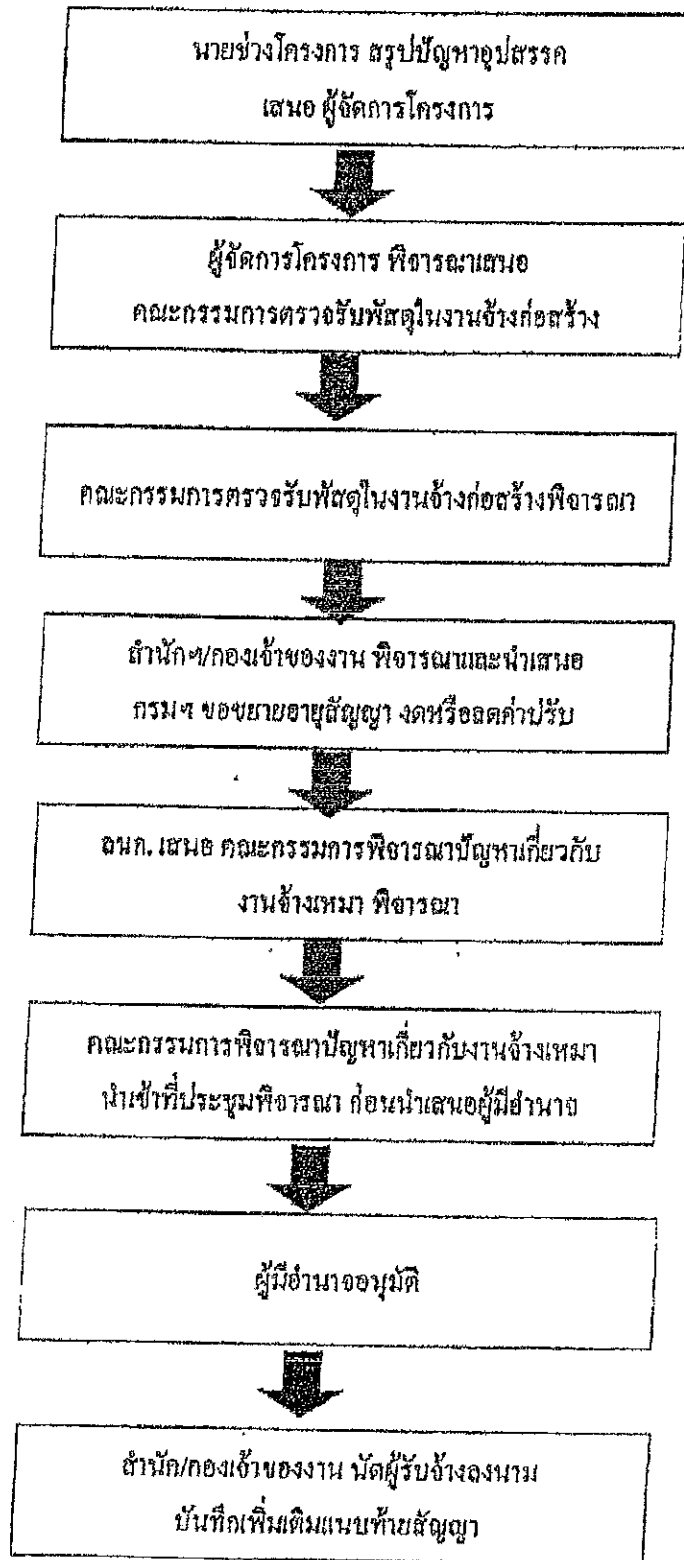 นายช่วงโครงการ สรุปปัญหาอุปสรรค
เสนอ ผู้จัดการโครงการ
ผู้จัดการโครงการ พิจารณาเสนอ
คณะกรรมการตรวจรับพัสดุในงานจ้างก่อสร้าง
คณะกรรมการตรวจรับพัสดุในงานจ้างก่อสร้างพิจารณา
สำนักฯ/กองเจ้าของงาน พิจารณาและนำเสนอ
กรมฯ ขอขยายอายุสัญญา งดหรือลดค่าปรับ
อนก. เสนอ คณะกรรมการพิจารณาปัญหาเกี่ยวกับ
งานจ้างเหมา พิจารณา
คณะกรรมการพิจารณาปัญหาเกี่ยวกับงานจ้างเหมา
นำเข้าที่ประชุมพิจารณา ก่อนนำเสนอผู้มีอำนาจ
ผู้มีอำนาจอนุมัติ
สำนัก/กองเจ้าของงาน นัดผู้รับจ้างลงนาม
บันทึกเพิ่มเติมแนบท้ายสัญญา